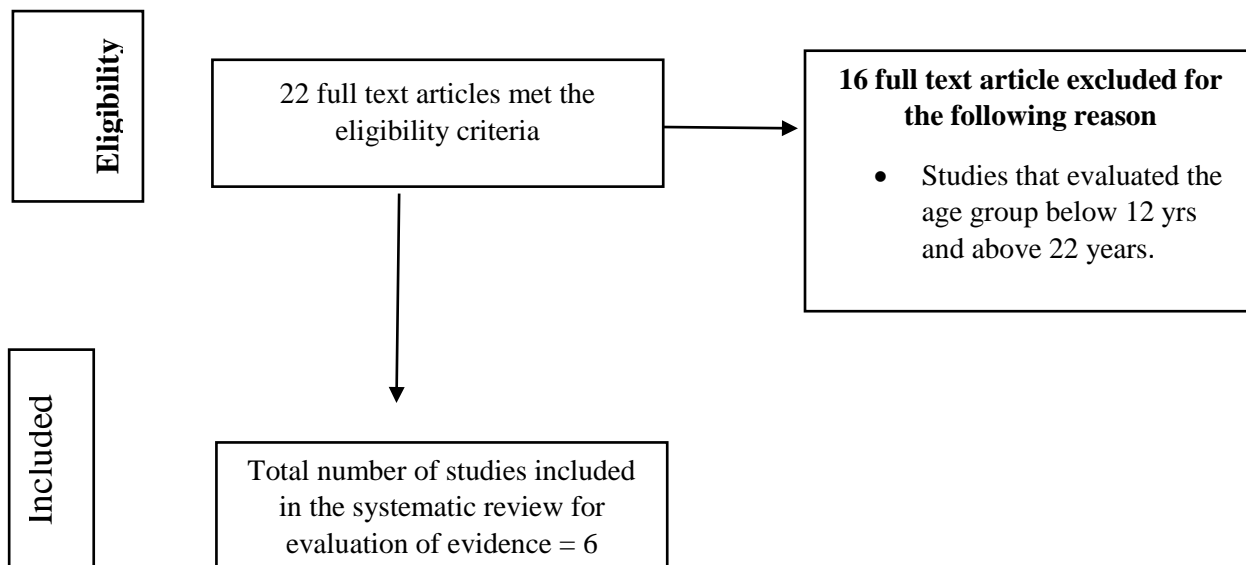 Eligibility
22 full text articles met the
eligibility criteria
16 full text article excluded for
the following reason
• Studies that evaluated the
age group below 12 yrs
and above 22 years.
Included
Total number of studies included
in the systematic review for
evaluation of evidence = 6